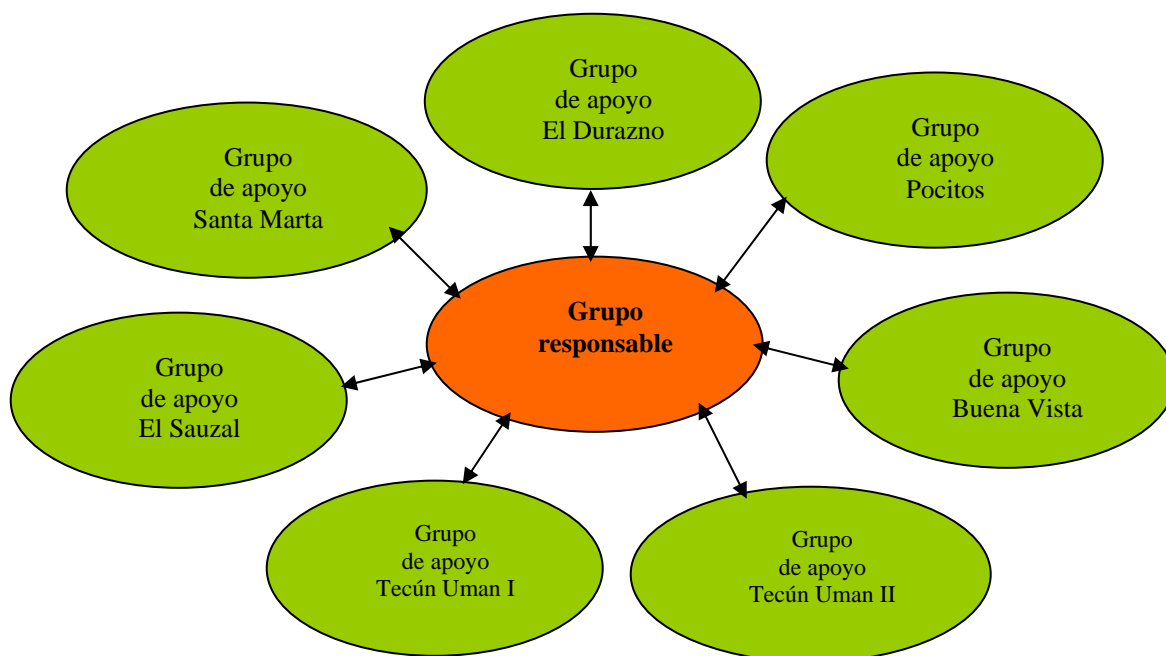 Grupo
de apoyo
El Durazno
Grupo
de apoyo
Pocitos
Grupo
de apoyo
Santa Marta
Grupo
responsable
Grupo
de apoyo
Buena Vista
Grupo
de apoyo
El Sauzal
Grupo
de apoyo
Tecún Uman I
Grupo
de apoyo
Tecún Uman II